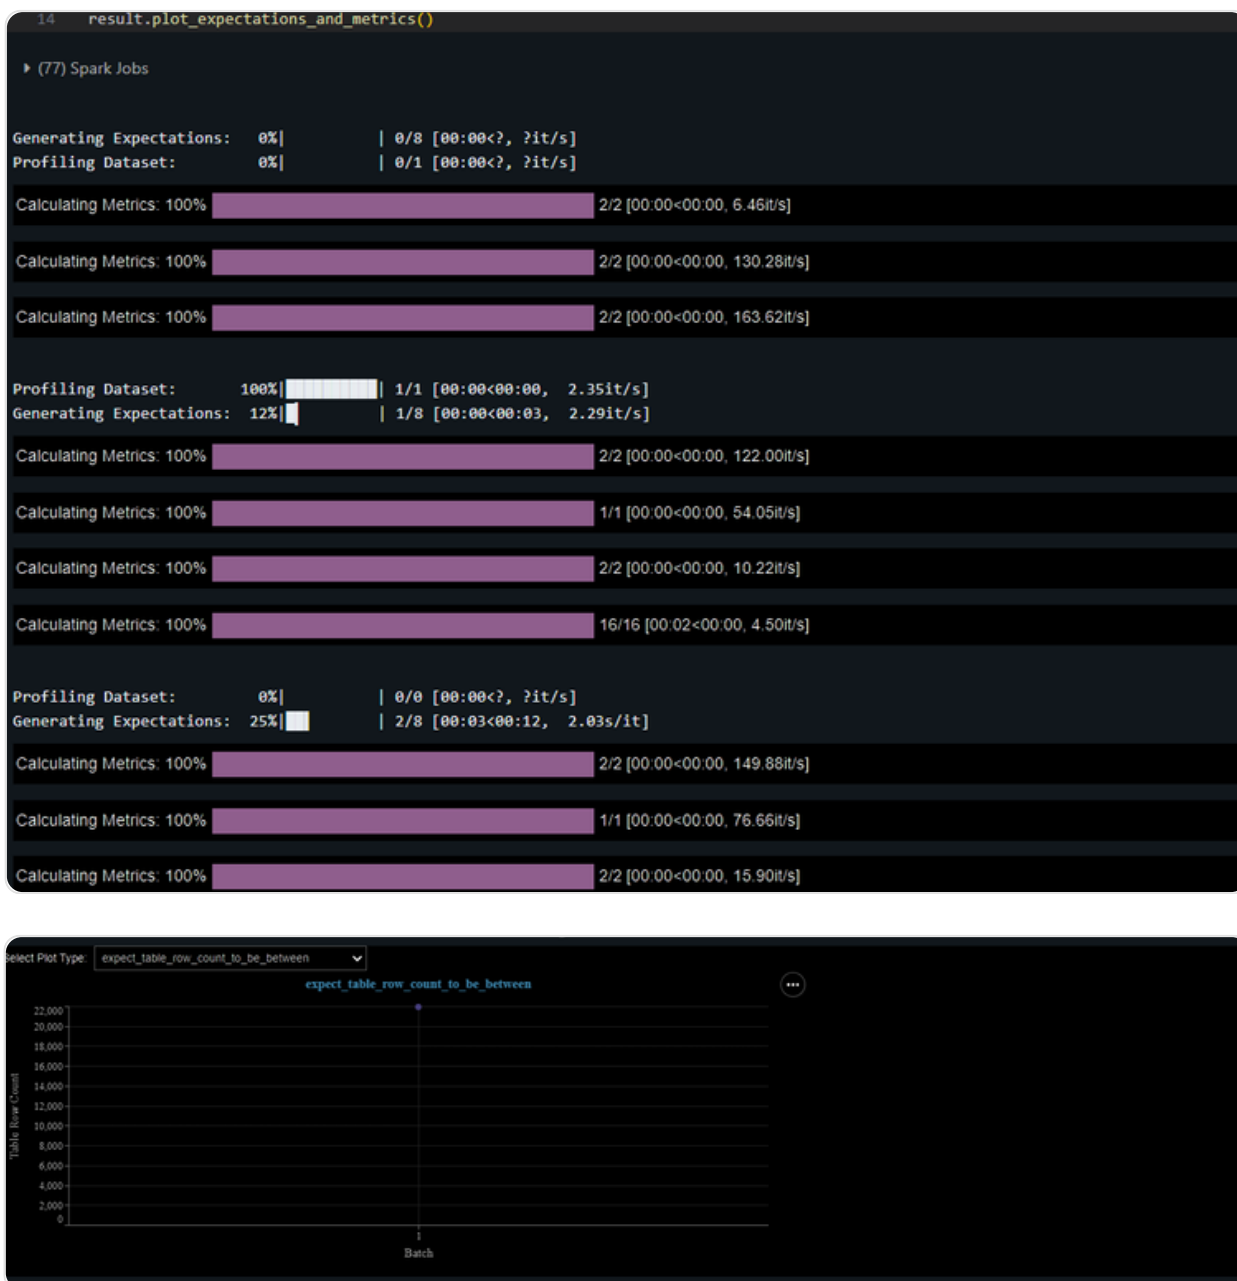 14 result.plot_expectations_and_metrics()
(77) Spark Jobs
Generating Expectations: 0%| | 0/8 [00:00<?, ?it/s]
Profiling Dataset: 0%| | 0/1 [00:00<?, ?it/s]
Calculating Metrics: 100% 2/2 [00:00<00:00, 6.46it/s]
Calculating Metrics: 100% 2/2 [00:00<00:00, 130.28it/s]
Calculating Metrics: 100% 2/2 [00:00<00:00, 163.62it/s]
Profiling Dataset: 100%| | 1/1 [00:00<00:00, 2.35it/s]
Generating Expectations: 12%| | 1/8 [00:00<00:03, 2.29it/s]
Calculating Metrics: 100% 2/2 [00:00<00:00, 122.00it/s]
Calculating Metrics: 100% 1/1 [00:00<00:00, 54.05it/s]
Calculating Metrics: 100% 2/2 [00:00<00:00, 10.22it/s]
Calculating Metrics: 100% 16/16 [00:02<00:00, 4.50it/s]
Profiling Dataset: 0%| | 0/0 [00:00<?, ?it/s]
Generating Expectations: 25%| | 2/8 [00:03<00:12, 2.03s/it]
Calculating Metrics: 100% 2/2 [00:00<00:00, 149.88it/s]
Calculating Metrics: 100% 1/1 [00:00<00:00, 76.66it/s]
Calculating Metrics: 100% 2/2 [00:00<00:00, 15.90it/s]
Select Plot Type: expect_table_row_count_to_be_between
expect_table_row_count_to_be_between
22,000
20,000
18,000
16,000
14,000
12,000
10,000
8,000
6,000
4,000
2,000
0
Table Row Count
1
Batch